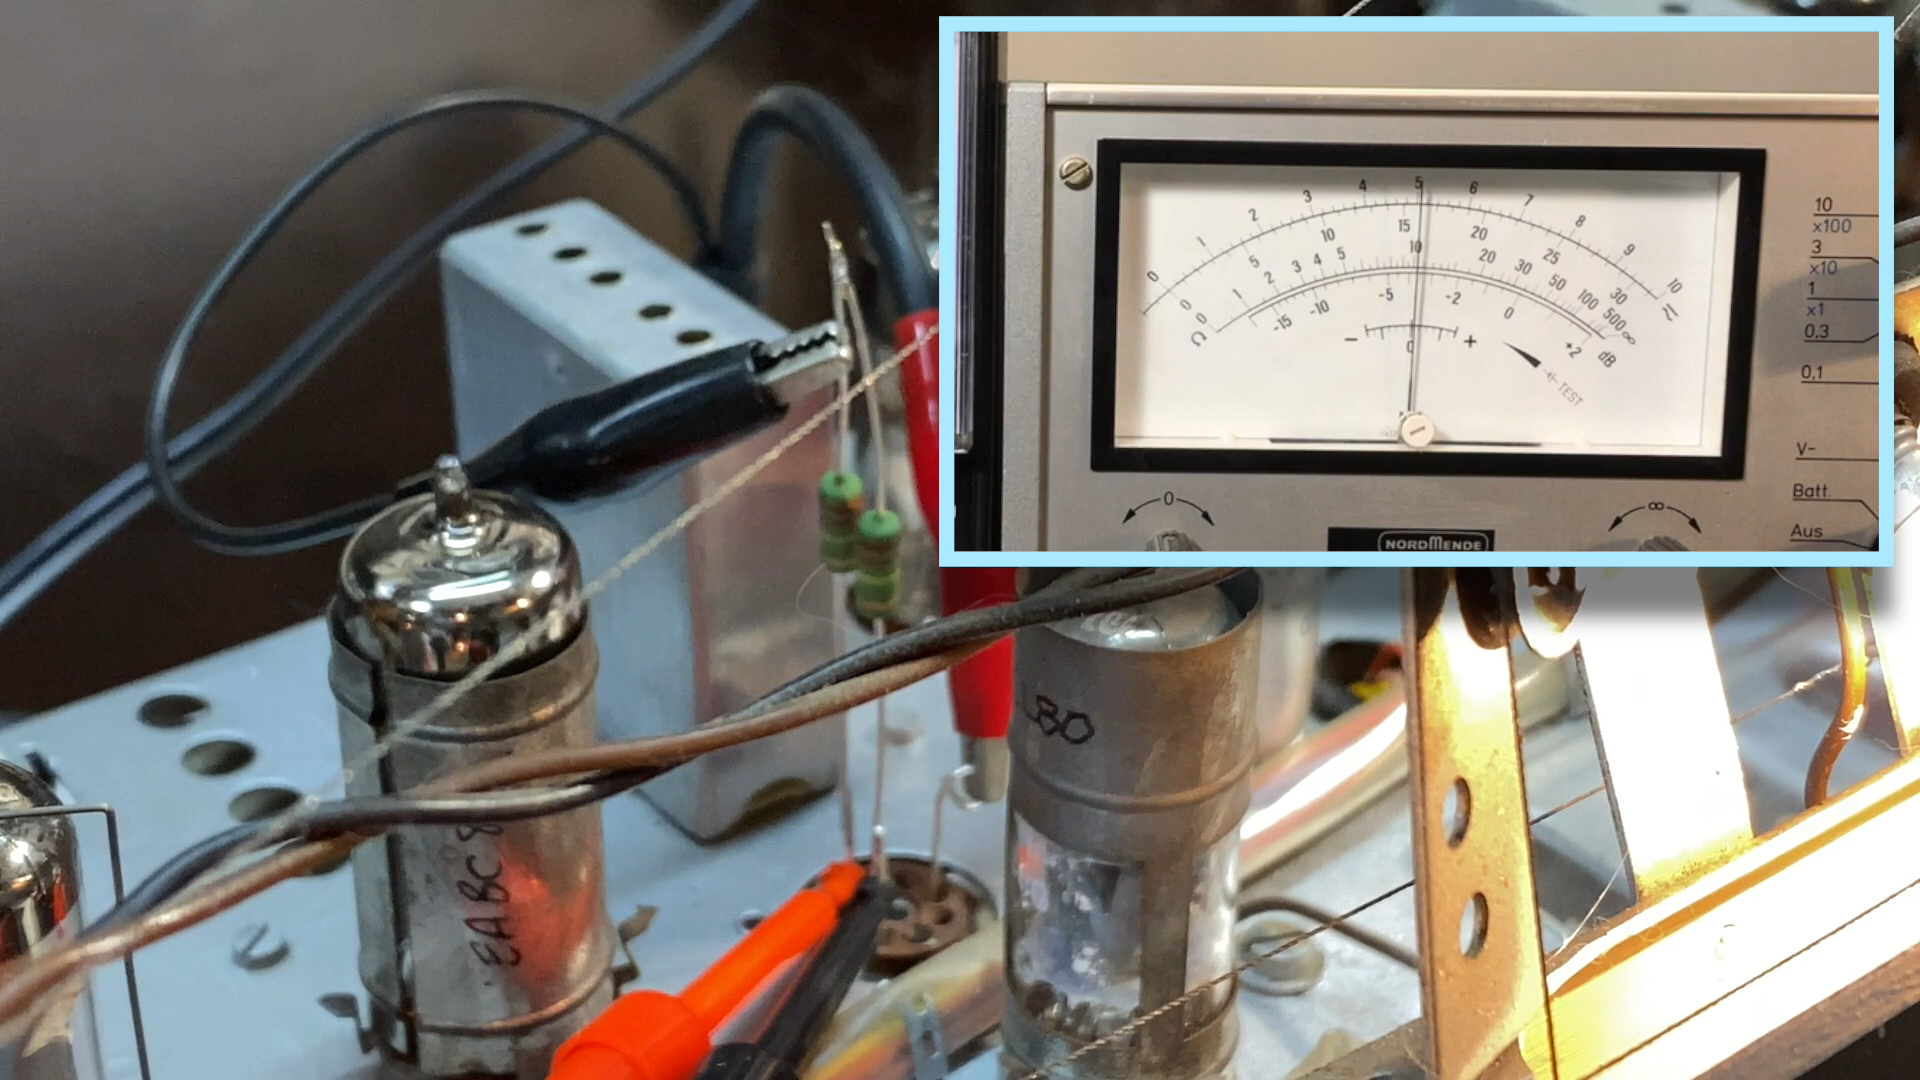 0 1 2 3 4 5 6 7 8 9 10
0 5 10 15 20 25 30
0 1 2 3 4 5 10 20 30 50 100 500 ∞
Ω
-15 -10 -5 -2 0 +2 dB
− 0 +
TEST
10
x100
3
x10
1
x1
0,3
0,1
V-
Batt.
Aus
0
∞
NORDMENDE
EABC8
L80